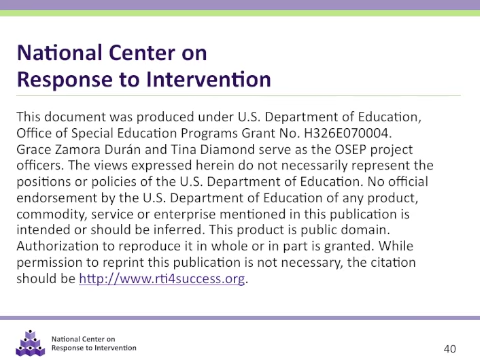 National Center on
Response to Intervention
This document was produced under U.S. Department of Education,
Office of Special Education Programs Grant No. H326E070004.
Grace Zamora Durán and Tina Diamond serve as the OSEP project
officers. The views expressed herein do not necessarily represent the
positions or policies of the U.S. Department of Education. No official
endorsement by the U.S. Department of Education of any product,
commodity, service or enterprise mentioned in this publication is
intended or should be inferred. This product is public domain.
Authorization to reproduce it in whole or in part is granted. While
permission to reprint this publication is not necessary, the citation
should be http://www.rti4success.org.
National Center on
Response to Intervention
40